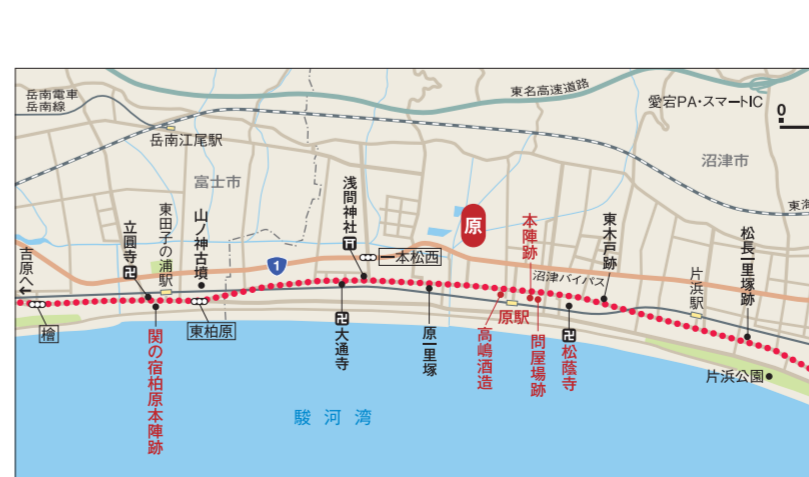 岳南電車
岳南線
岳南江尾駅
東名高速道路
愛宕PA・スマートIC
0
沼津市
富士市
浅間神社
原
本陣跡
東木戸跡
松長一里塚跡
東田子の浦駅
山ノ神古墳
立圓寺
吉原へ
1
一本松西
沼津バイパス
片浜駅
檜
東柏原
関の宿柏原本陣跡
大通寺
原一里塚
原駅
高嶋酒造
問屋場跡
松蔭寺
片浜公園
駿河湾